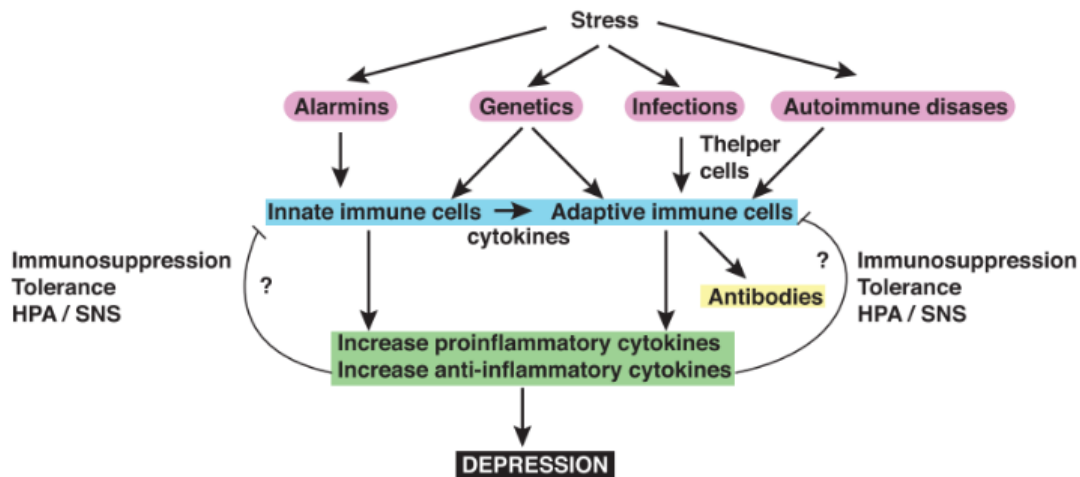 Stress
Alarmins
Genetics
Infections
Autoimmune disases
Thelper
cells
Innate immune cells
Adaptive immune cells
cytokines
Immunosuppression
Tolerance
HPA / SNS
?
?
Immunosuppression
Tolerance
HPA / SNS
Antibodies
Increase proinflammatory cytokines
Increase anti-inflammatory cytokines
DEPRESSION